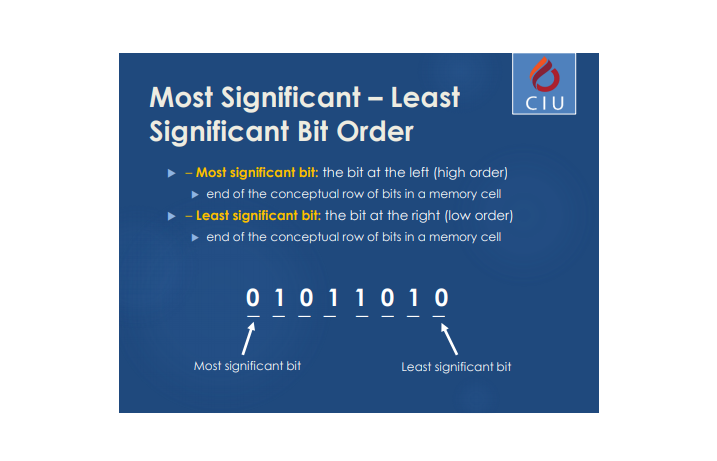 CIU
Most Significant – Least
Significant Bit Order
– Most significant bit: the bit at the left (high order)
end of the conceptual row of bits in a memory cell
– Least significant bit: the bit at the right (low order)
end of the conceptual row of bits in a memory cell
0 1 0 1 1 0 1 0
Most significant bit
Least significant bit